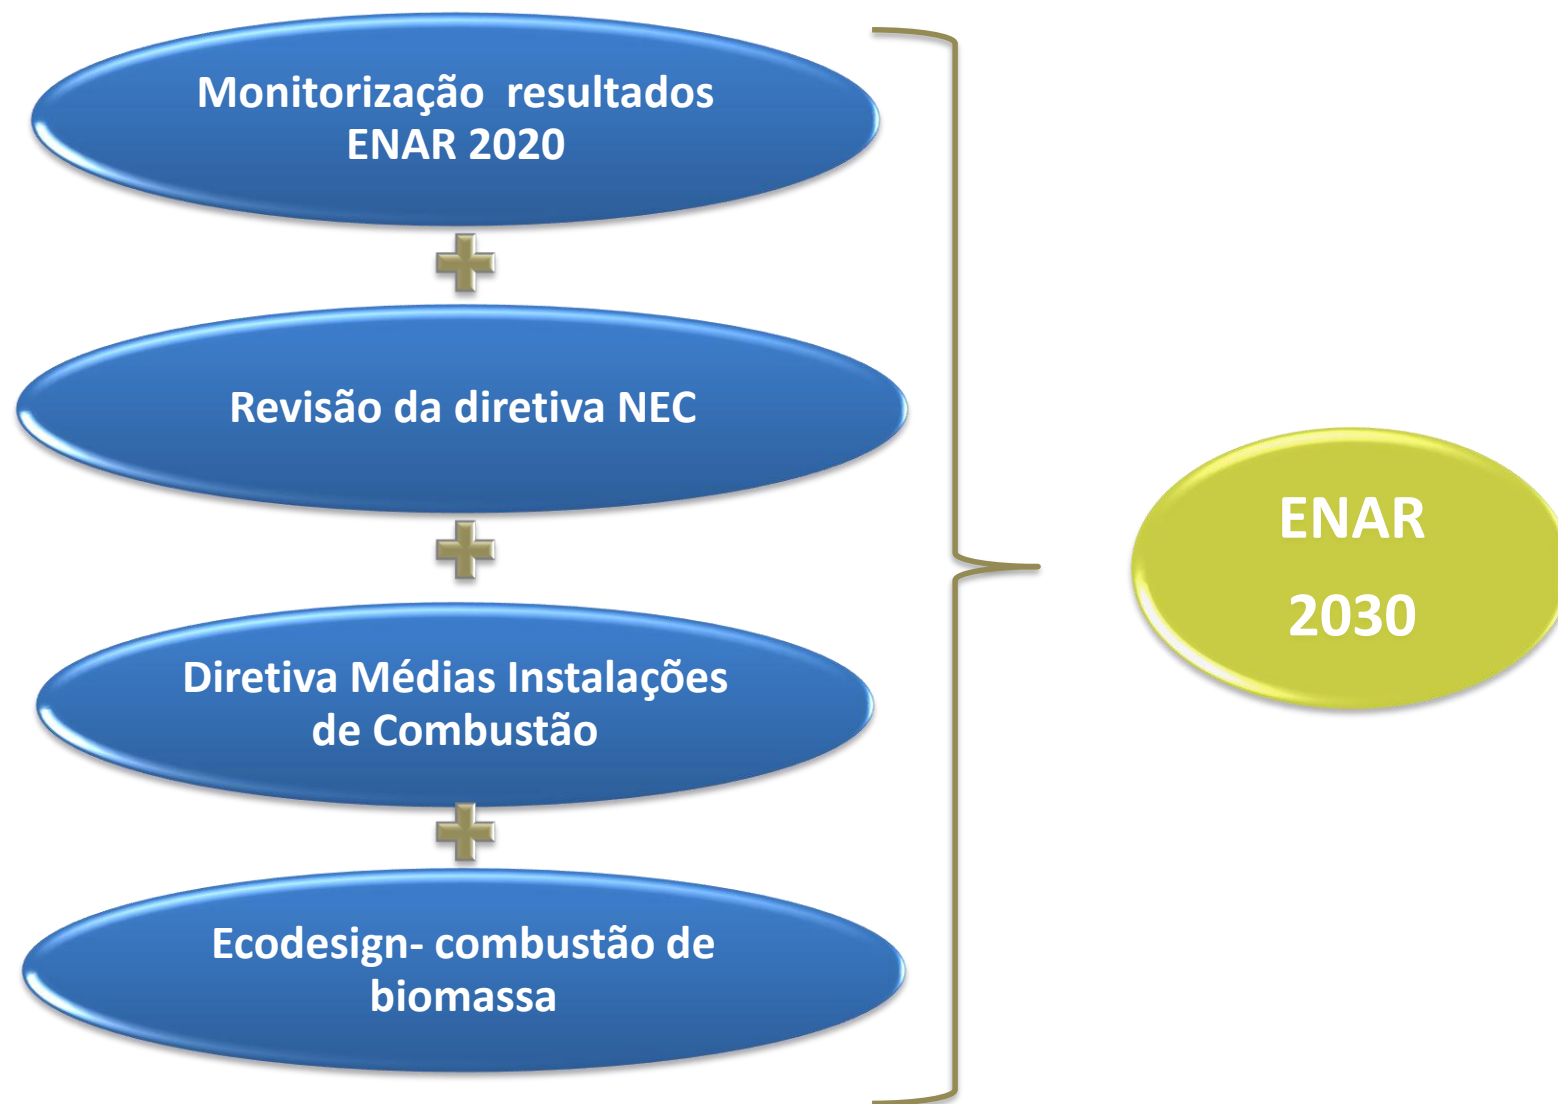 Monitorização resultados
ENAR 2020
Revisão da diretiva NEC
Diretiva Médias Instalações
de Combustão
Ecodesign- combustão de
biomassa
ENAR
2030